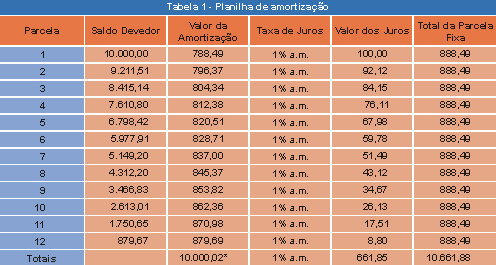 Tabela 1 - Planilha de amortização
Parcela Saldo Devedor Valor da Amortização Taxa de Juros Valor dos Juros Total da Parcela Fixa
1 10.000,00 788,49 1% a.m. 100,00 888,49
2 9.211,51 796,37 1% a.m. 92,12 888,49
3 8.415,14 804,34 1% a.m. 84,15 888,49
4 7.610,80 812,38 1% a.m. 76,11 888,49
5 6.798,42 820,51 1% a.m. 67,98 888,49
6 5.977,91 828,71 1% a.m. 59,78 888,49
7 5.149,20 837,00 1% a.m. 51,49 888,49
8 4.312,20 845,37 1% a.m. 43,12 888,49
9 3.466,83 853,82 1% a.m. 34,67 888,49
10 2.613,01 862,36 1% a.m. 26,13 888,49
11 1.750,65 870,98 1% a.m. 17,51 888,49
12 879,67 879,69 1% a.m. 8,80 888,49
Totais 10.000,02* 1% a.m. 661,85 10.661,88